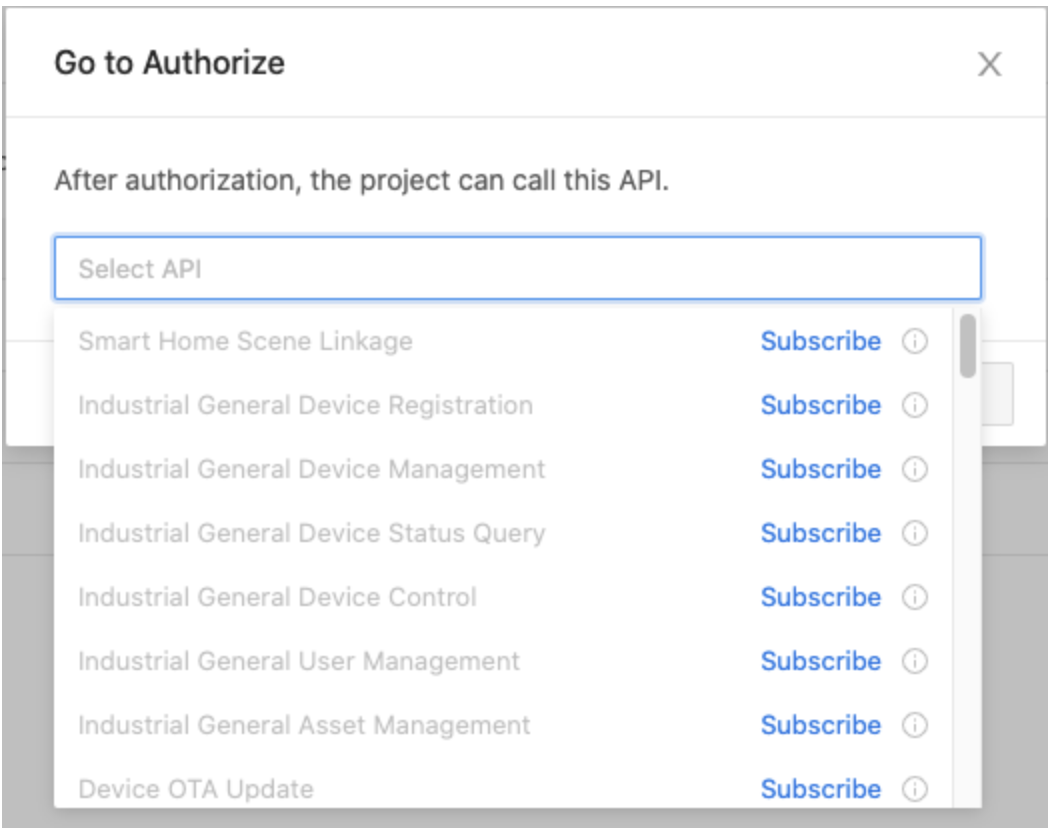 Go to Authorize X
After authorization, the project can call this API.
Select API
Smart Home Scene Linkage Subscribe
Industrial General Device Registration Subscribe
Industrial General Device Management Subscribe
Industrial General Device Status Query Subscribe
Industrial General Device Control Subscribe
Industrial General User Management Subscribe
Industrial General Asset Management Subscribe
Device OTA Update Subscribe